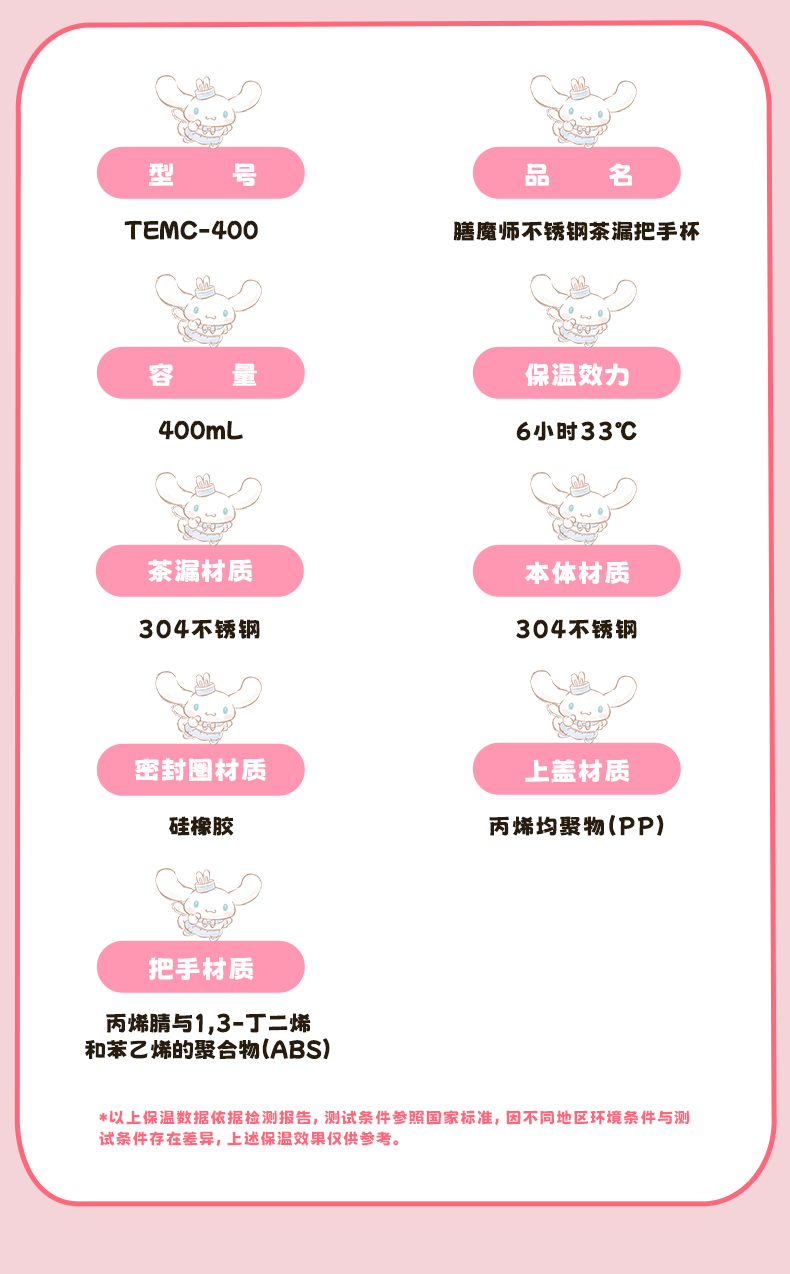 型 号
品 名
TEMC-400
膳魔师不锈钢茶漏把手杯
容 量
保温效力
400mL
6小时33℃
茶漏材质
本体材质
304不锈钢
304不锈钢
密封圈材质
上盖材质
硅橡胶
丙烯均聚物(PP)
把手材质
丙烯腈与1,3-丁二烯
和苯乙烯的聚合物(ABS)
*以上保温数据依据检测报告, 测试条件参照国家标准, 因不同地区环境条件与测
试条件存在差异, 上述保温效果仅供参考。